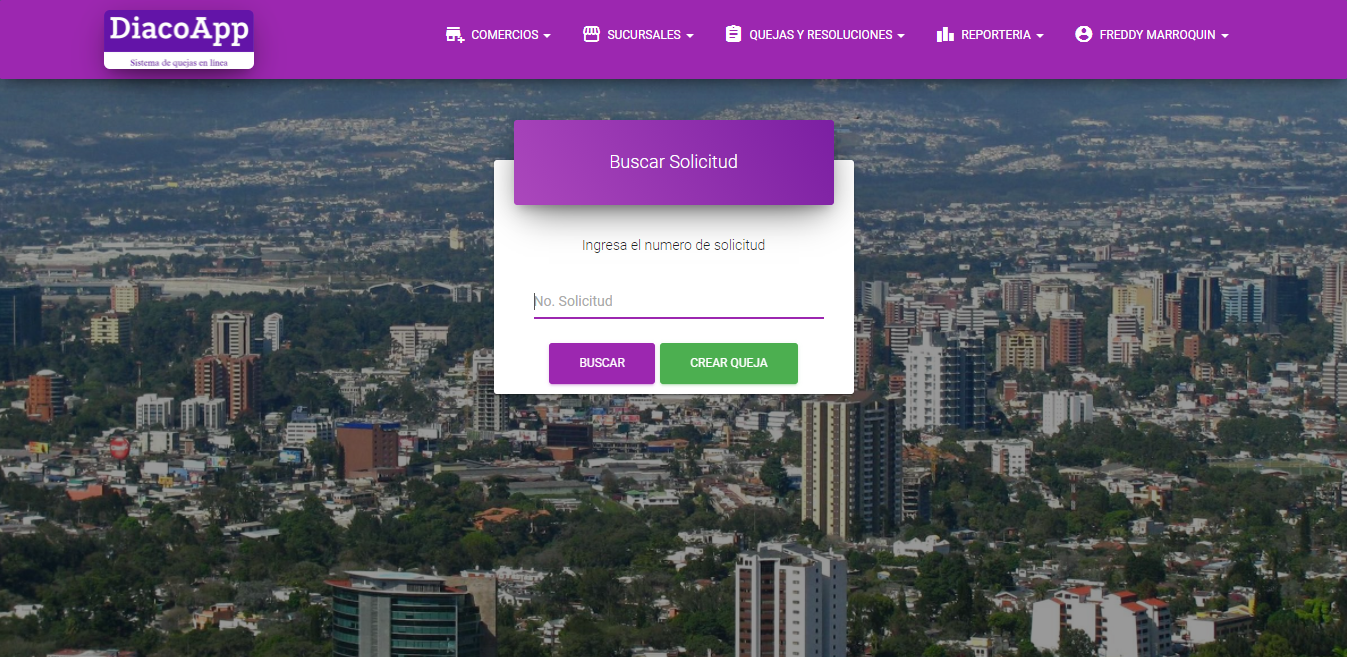 DiacoApp
Sistema de quejas en linea
COMERCIOS
SUCURSALES
QUEJAS Y RESOLUCIONES
REPORTERIA
FREDDY MARROQUIN
Buscar Solicitud
Ingresa el numero de solicitud
No. Solicitud
BUSCAR
CREAR QUEJA